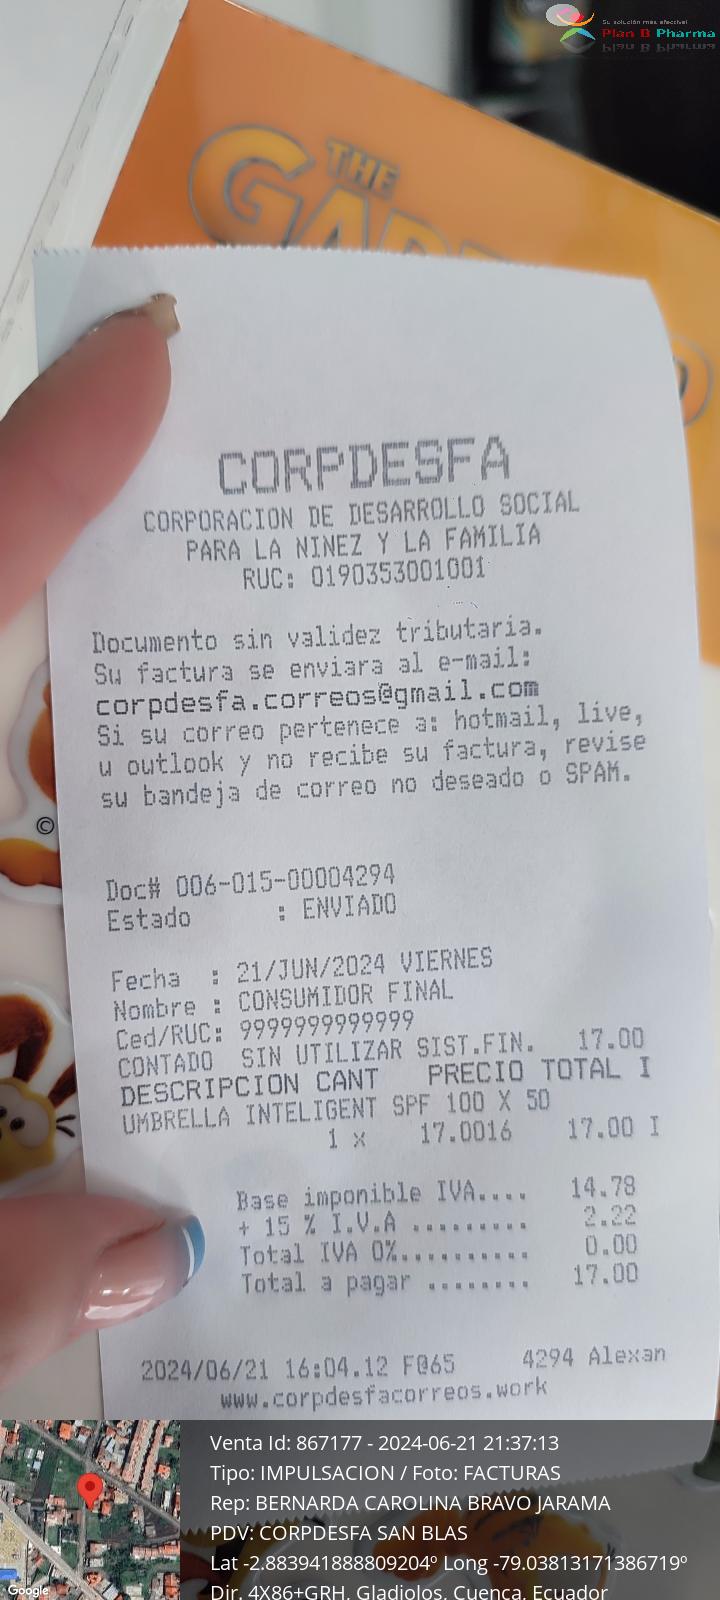 Su solución más efectiva!
Plan B Pharma
THE
CORPDESFA
CORPORACION DE DESARROLLO SOCIAL
PARA LA NINEZ Y LA FAMILIA
RUC: 0190353001001
Documento sin validez tributaria.
Su factura se enviara al e-mail:
corpdesfa.correos@gmail.com
Si su correo pertenece a: hotmail, live,
u outlook y no recibe su factura, revise
su bandeja de correo no deseado o SPAM.
©
Doc# 006-015-00004294
Estado : ENVIADO
Fecha : 21/JUN/2024 VIERNES
Nombre : CONSUMIDOR FINAL
Ced/RUC: 9999999999999
CONTADO SIN UTILIZAR SIST.FIN. 17.00
DESCRIPCION CANT PRECIO TOTAL I
UMBRELLA INTELIGENT SPF 100 X 50
1 x 17.0016 17.00 I
Base imponible IVA.... 14.78
+ 15 % I.V.A ......... 2.22
Total IVA 0%.......... 0.00
Total a pagar ........ 17.00
2024/06/21 16:04.12 F@65 4294 Alexan
www.corpdesfacorreos.work
Venta Id: 867177 - 2024-06-21 21:37:13
Tipo: IMPULSACION / Foto: FACTURAS
Rep: BERNARDA CAROLINA BRAVO JARAMA
PDV: CORPDESFA SAN BLAS
Lat -2.883941888809204º Long -79.03813171386719º
Dir. 4X86+GRH, Gladiolos, Cuenca, Ecuador
Google